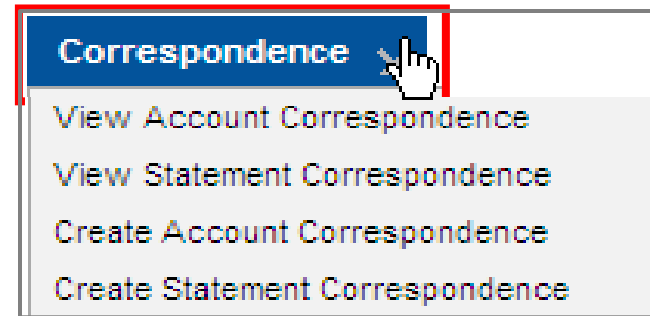 Correspondence
View Account Correspondence
View Statement Correspondence
Create Account Correspondence
Create Statement Correspondence